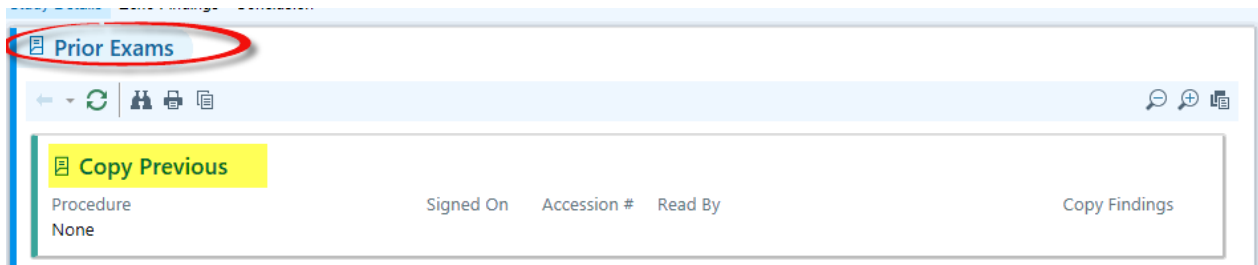 Prior Exams
Copy Previous
Procedure Signed On Accession # Read By Copy Findings
None